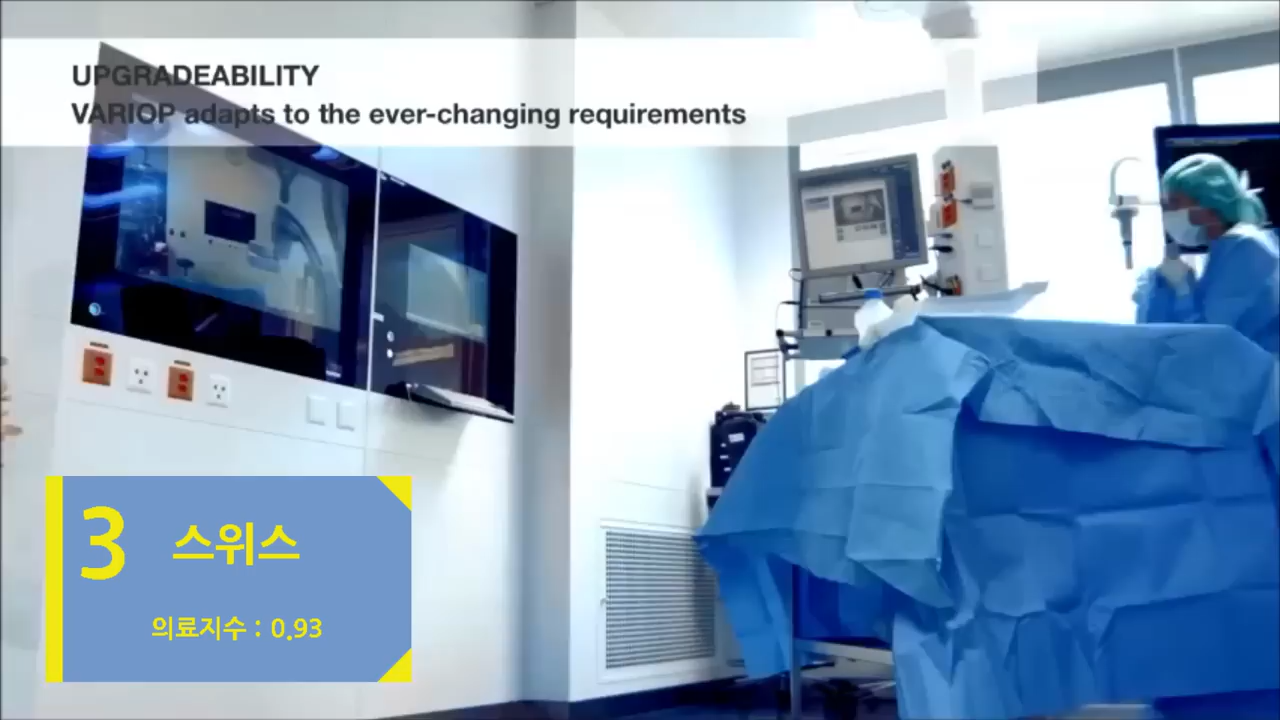 UPGRADEABILITY
VARIOP adapts to the ever-changing requirements
3 스위스
의료지수 : 0.93